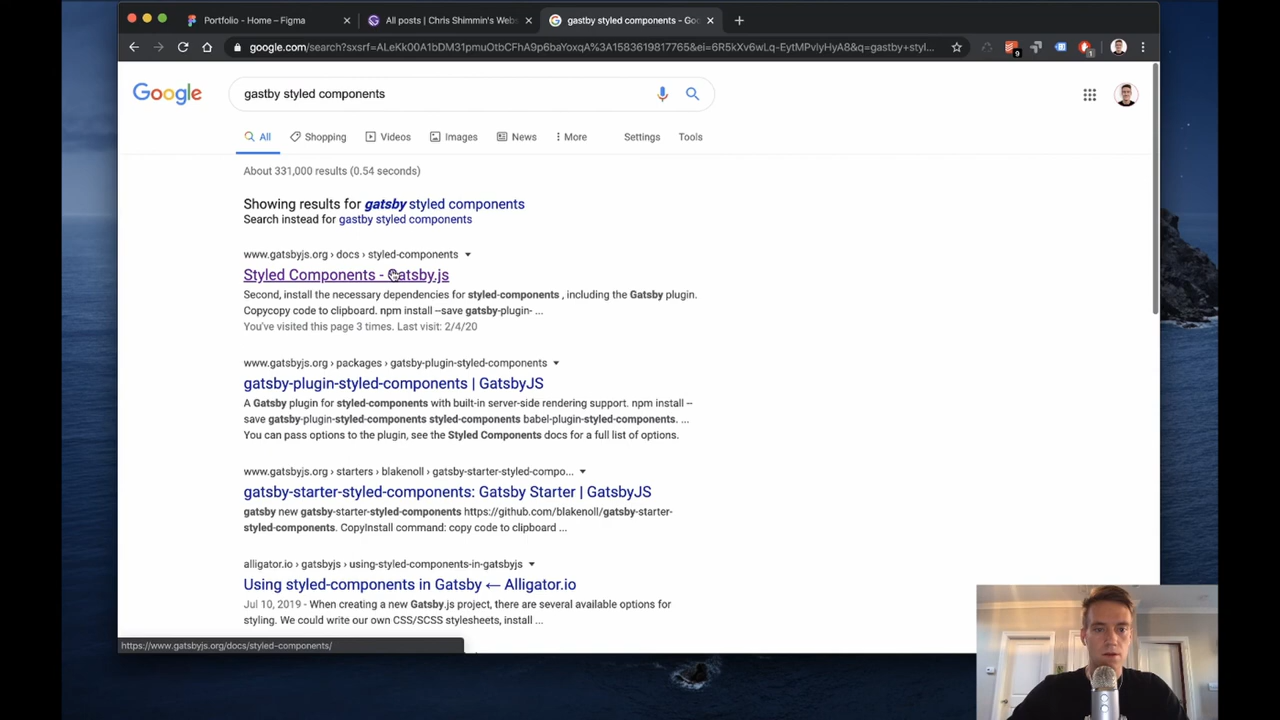 Portfolio - Home – Figma
All posts | Chris Shimmin's Webs
gastby styled components - Goo
google.com/search?sxsrf=ALeKk00A1bDM31pmuOtbCFhA9p6baYoxqA%3A1583619817765&ei=6R5kXv6wLq-EytMPvlyHyA8&q=gastby+styl...
9
1
Google
gastby styled components
All
Shopping
Videos
Images
News
More
Settings
Tools
About 331,000 results (0.54 seconds)
Showing results for gatsby styled components
Search instead for gastby styled components
www.gatsbyjs.org › docs › styled-components
Styled Components - Gatsby.js
Second, install the necessary dependencies for styled-components , including the Gatsby plugin.
Copycopy code to clipboard. npm install --save gatsby-plugin- ...
You've visited this page 3 times. Last visit: 2/4/20
www.gatsbyjs.org › packages › gatsby-plugin-styled-components
gatsby-plugin-styled-components | GatsbyJS
A Gatsby plugin for styled-components with built-in server-side rendering support. npm install --
save gatsby-plugin-styled-components styled-components babel-plugin-styled-components. ...
You can pass options to the plugin, see the Styled Components docs for a full list of options.
www.gatsbyjs.org › starters › blakenoll › gatsby-starter-styled-compo...
gatsby-starter-styled-components: Gatsby Starter | GatsbyJS
gatsby new gatsby-starter-styled-components https://github.com/blakenoll/gatsby-starter-
styled-components. CopyInstall command: copy code to clipboard ...
alligator.io › gatsbyjs › using-styled-components-in-gatsbyjs
Using styled-components in Gatsby ← Alligator.io
Jul 10, 2019 - When creating a new Gatsby.js project, there are several available options for
styling. We could write our own CSS/SCSS stylesheets, install ...
https://www.gatsbyjs.org/docs/styled-components/